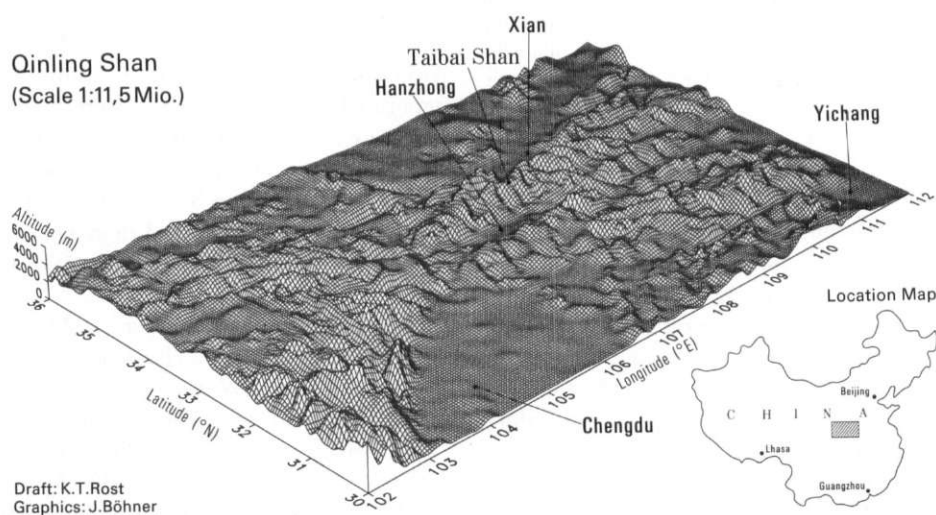 Qinling Shan
(Scale 1:11,5 Mio.)
Xian
Taibai Shan
Hanzhong
Yichang
Altitude (m)
6000
4000
2000
0
36
35
34
33
32
31
30
Latitude (°N)
102
103
104
105
106
107
108
109
110
111
112
Longitude (°E)
Chengdu
Location Map
Beijing
C H I N A
Lhasa
Guangzhou
Draft: K.T.Rost
Graphics: J.Böhner